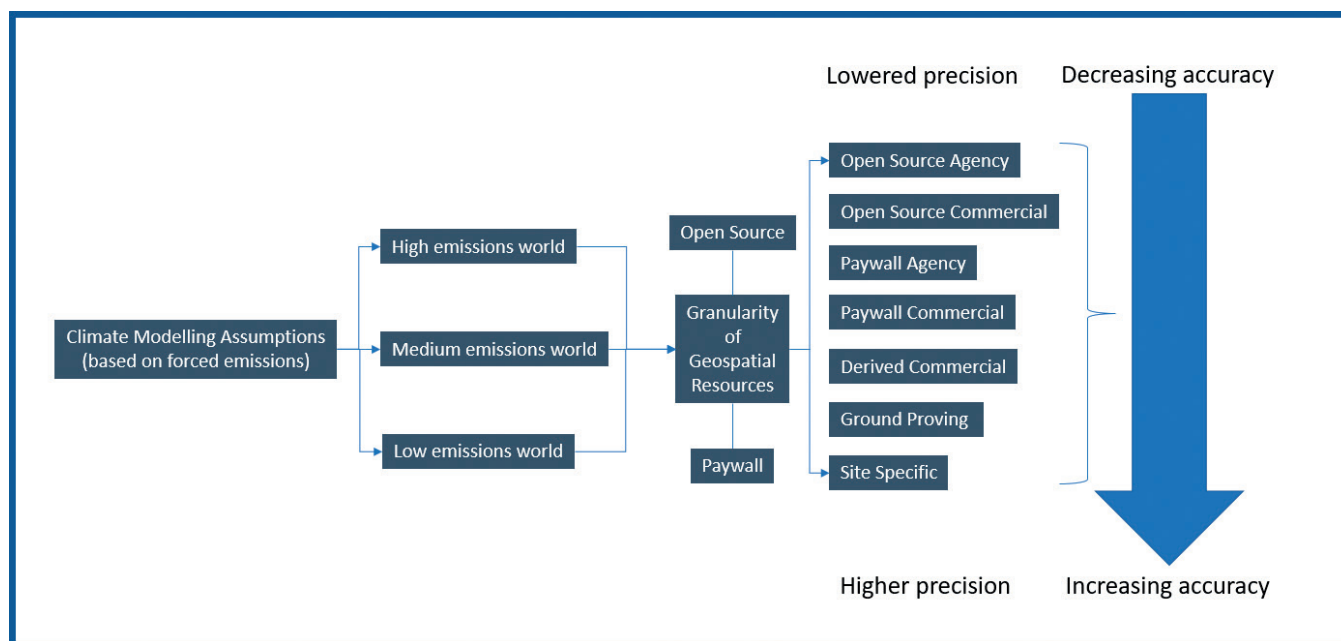 Lowered precision
Decreasing accuracy
Open Source Agency
Open Source Commercial
Open Source
High emissions world
Paywall Agency
Granularity
of
Geospatial
Resources
Paywall Commercial
Climate Modelling Assumptions
(based on forced emissions)
Medium emissions world
Derived Commercial
Ground Proving
Low emissions world
Paywall
Site Specific
Higher precision
Increasing accuracy